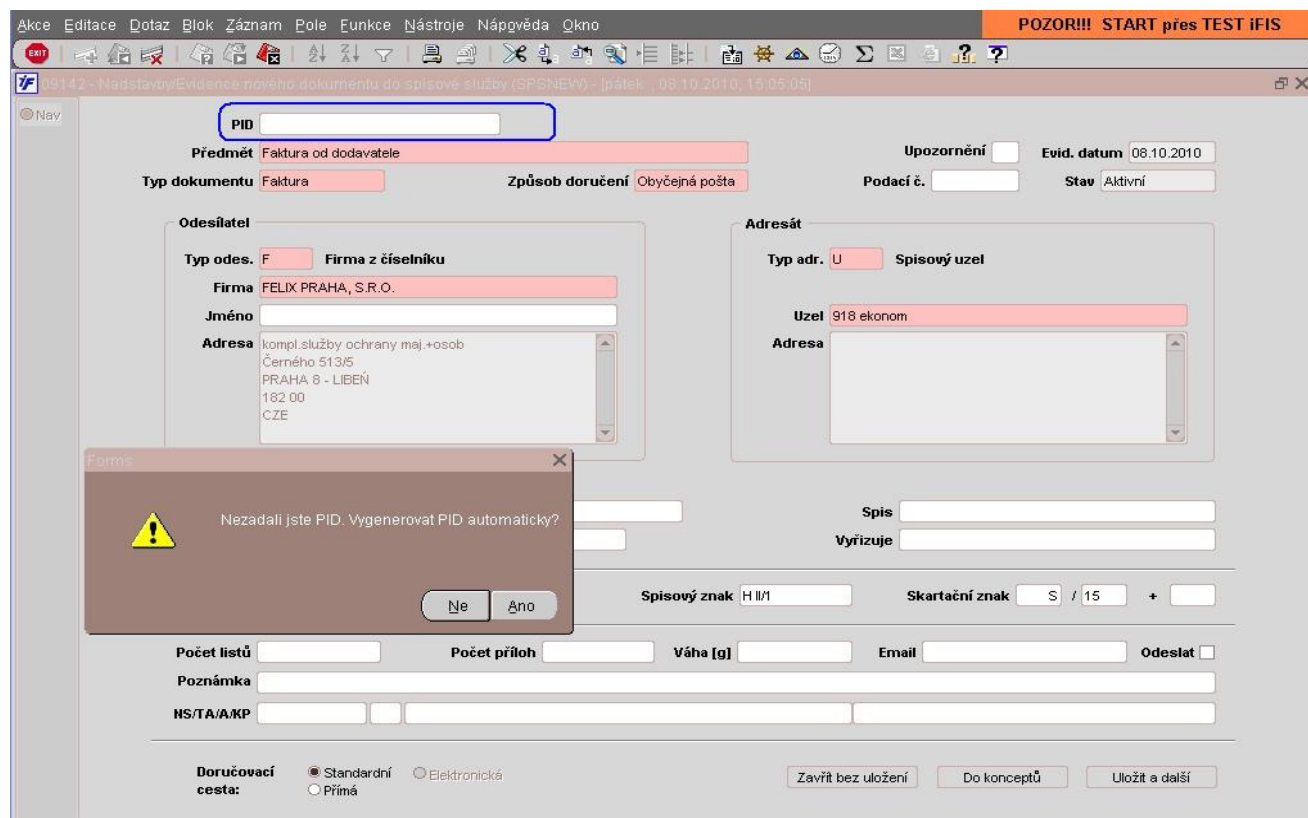 Akce Editace Dotaz Blok Záznam Pole Funkce Nástroje Nápověda Okno POZOR!!! START přes TEST iFIS
EXIT
09142 - Nadstavby/Evidence nového dokumentu do spisové služby (SPSNEW) - [pátek , 08.10.2010, 15:05:05]
Nav
PID
Předmět Faktura od dodavatele Upozornění Evid. datum 08.10.2010
Typ dokumentu Faktura Způsob doručení Obyčejná pošta Podací č. Stav Aktivní
Odesílatel Adresát
Typ odes. F Firma z číselníku Typ adr. U Spisový uzel
Firma FELIX PRAHA, S.R.O.
Jméno Uzel 918 ekonom
Adresa kompl.služby ochrany maj.+osob Adresa
Černého 513/5
PRAHA 8 - LIBEŇ
182 00
CZE
Forms
Nezadali jste PID. Vygenerovat PID automaticky?
Spis
Vyřizuje
Ne Ano
Spisový znak H II/1 Skartační znak S / 15 +
Počet listů Počet příloh Váha [g] Email Odeslat
Poznámka
NS/TA/A/KP
Doručovací cesta: Standardní Elektronická
Přímá
Zavřít bez uložení Do konceptů Uložit a další